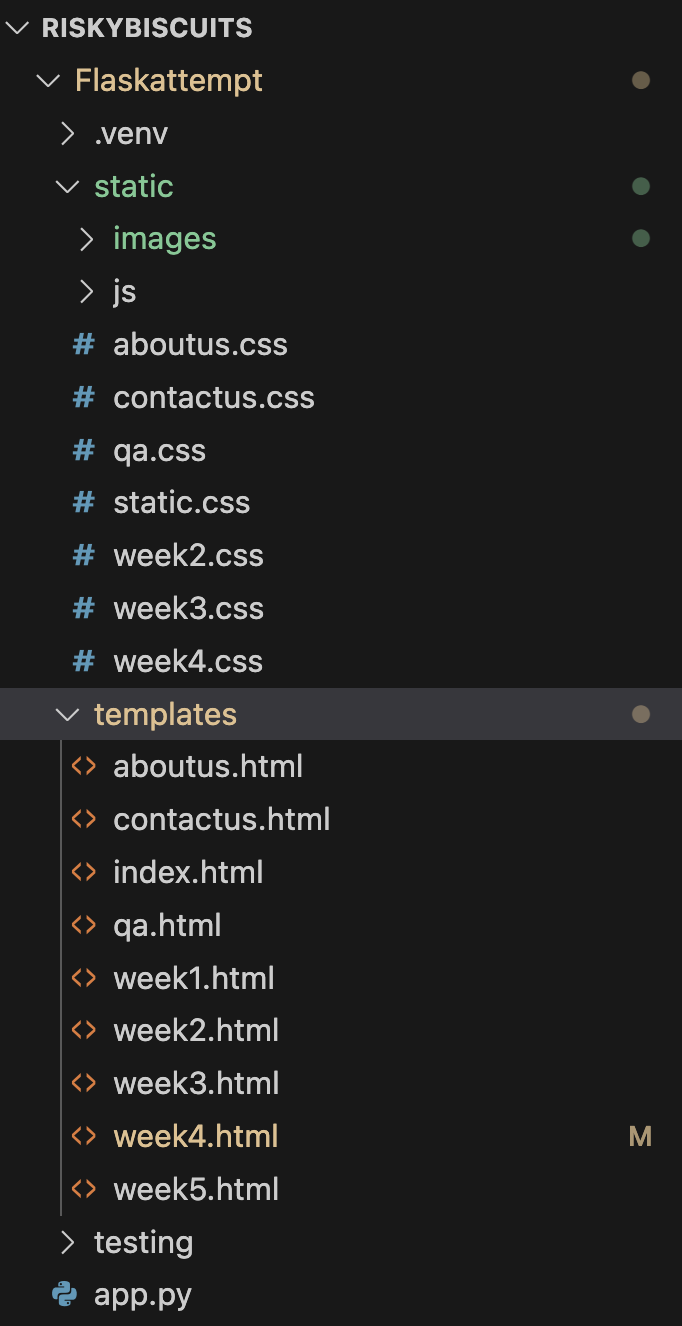 RISKYBISCUITS
Flaskattempt
.venv
static
images
js
# aboutus.css
# contactus.css
# qa.css
# static.css
# week2.css
# week3.css
# week4.css
templates
<> aboutus.html
<> contactus.html
<> index.html
<> qa.html
<> week1.html
<> week2.html
<> week3.html
<> week4.html M
<> week5.html
testing
app.py